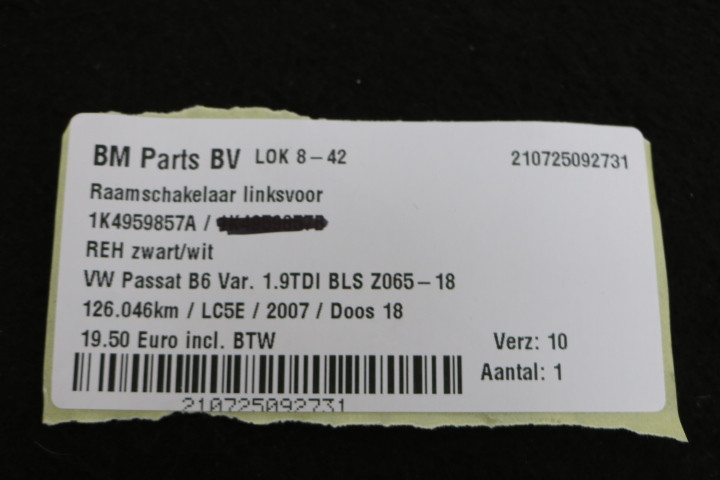 BM Parts BV LOK 8-42 210725092731
Raamschakelaar linksvoor
1K4959857A /
REH zwart/wit
VW Passat B6 Var. 1.9TDI BLS Z065-18
126.046km / LC5E / 2007 / Doos 18
19.50 Euro incl. BTW Verz: 10
Aantal: 1
210725092731